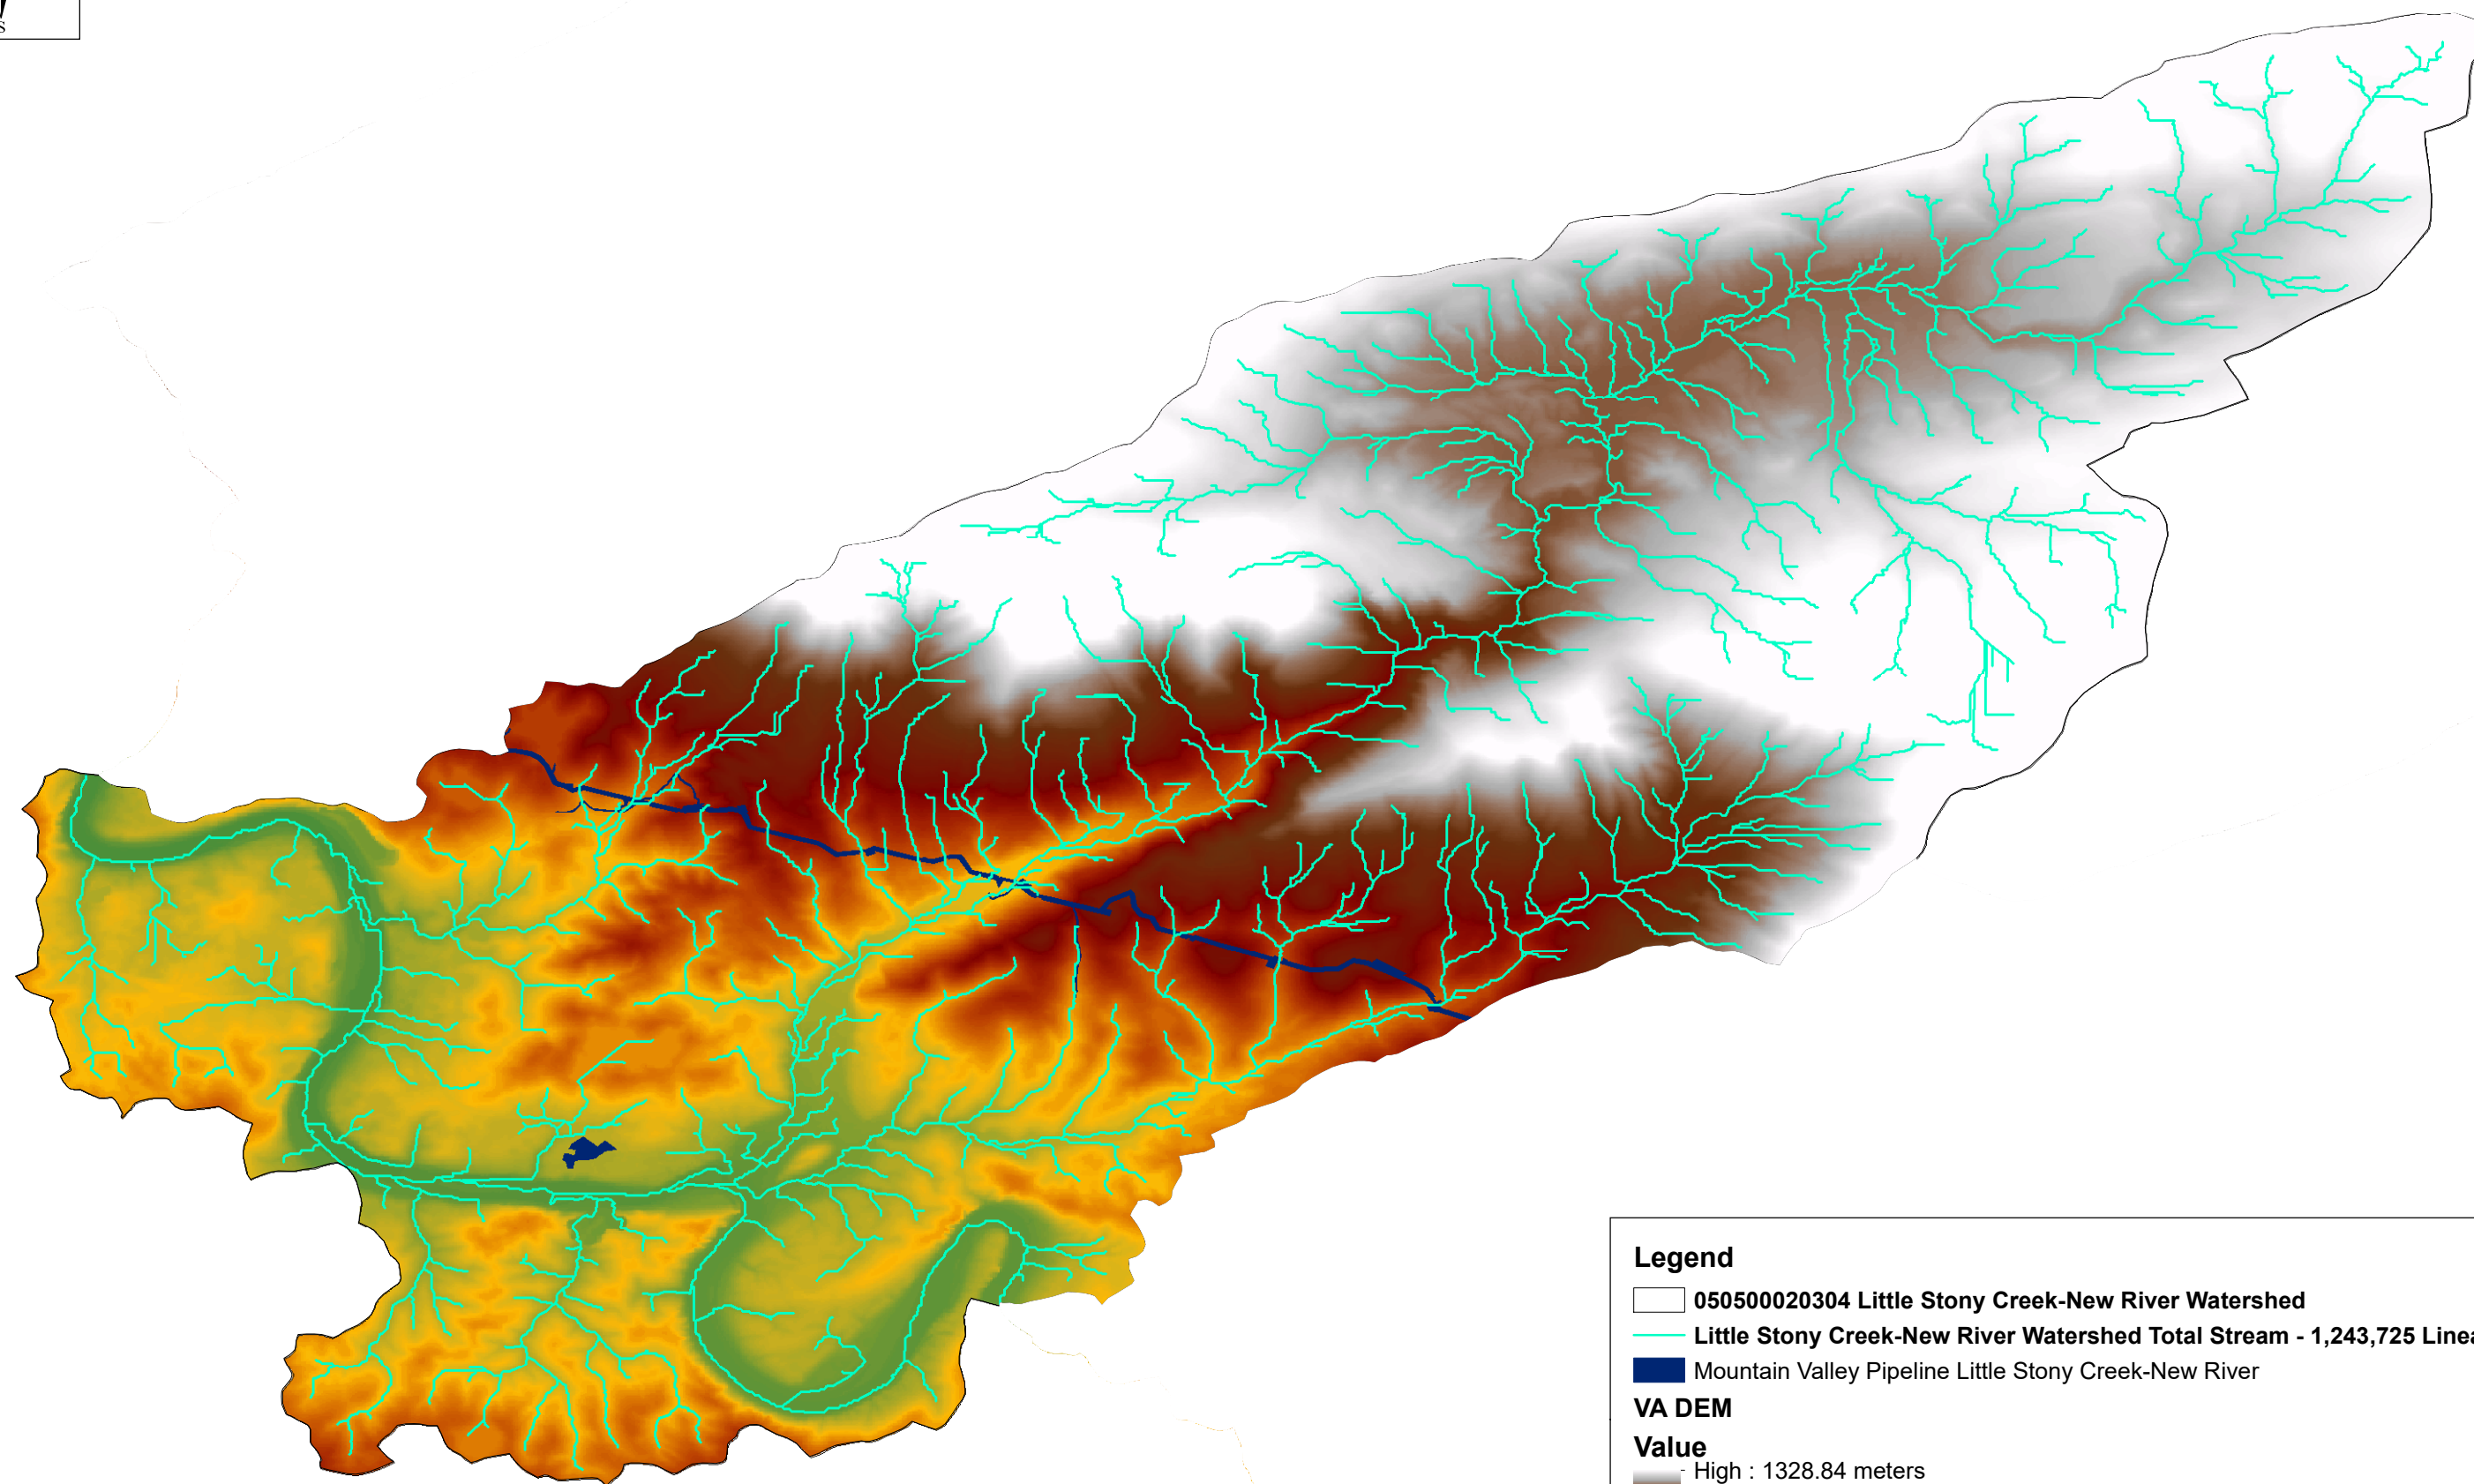 S
Legend
050500020304 Little Stony Creek-New River Watershed
Little Stony Creek-New River Watershed Total Stream - 1,243,725
Mountain Valley Pipeline Little Stony Creek-New River
VA DEM
Value
High : 1328.84 meters